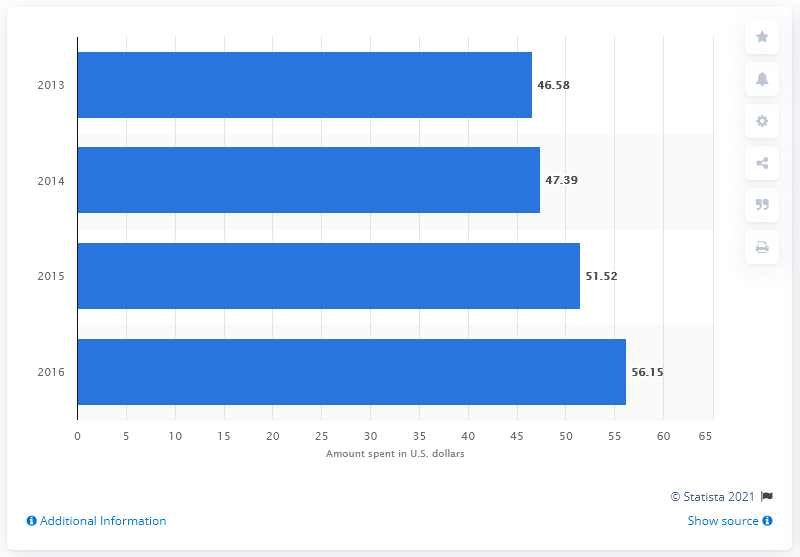 2013 46.58
2014 47.39
2015 51.52
2016 56.15
0 5 10 15 20 25 30 35 40 45 50 55 60 65
Amount spent in U.S. dollars
© Statista 2021
Additional Information Show source